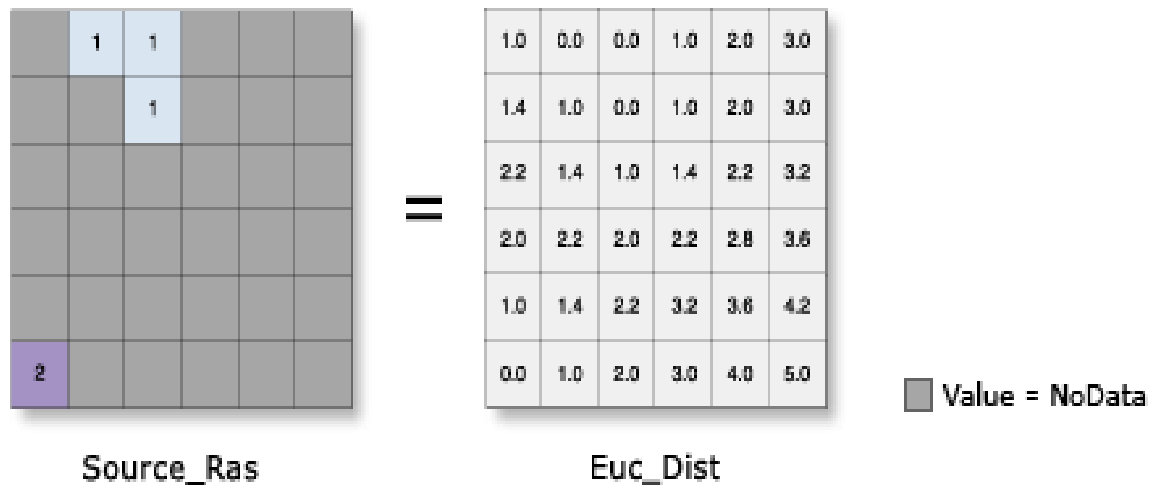 1 1
1
2
=
1.0 0.0 0.0 1.0 2.0 3.0
1.4 1.0 0.0 1.0 2.0 3.0
2.2 1.4 1.0 1.4 2.2 3.2
2.0 2.2 2.0 2.2 2.8 3.6
1.0 1.4 2.2 3.2 3.6 4.2
0.0 1.0 2.0 3.0 4.0 5.0
Value = NoData
Source_Ras
Euc_Dist